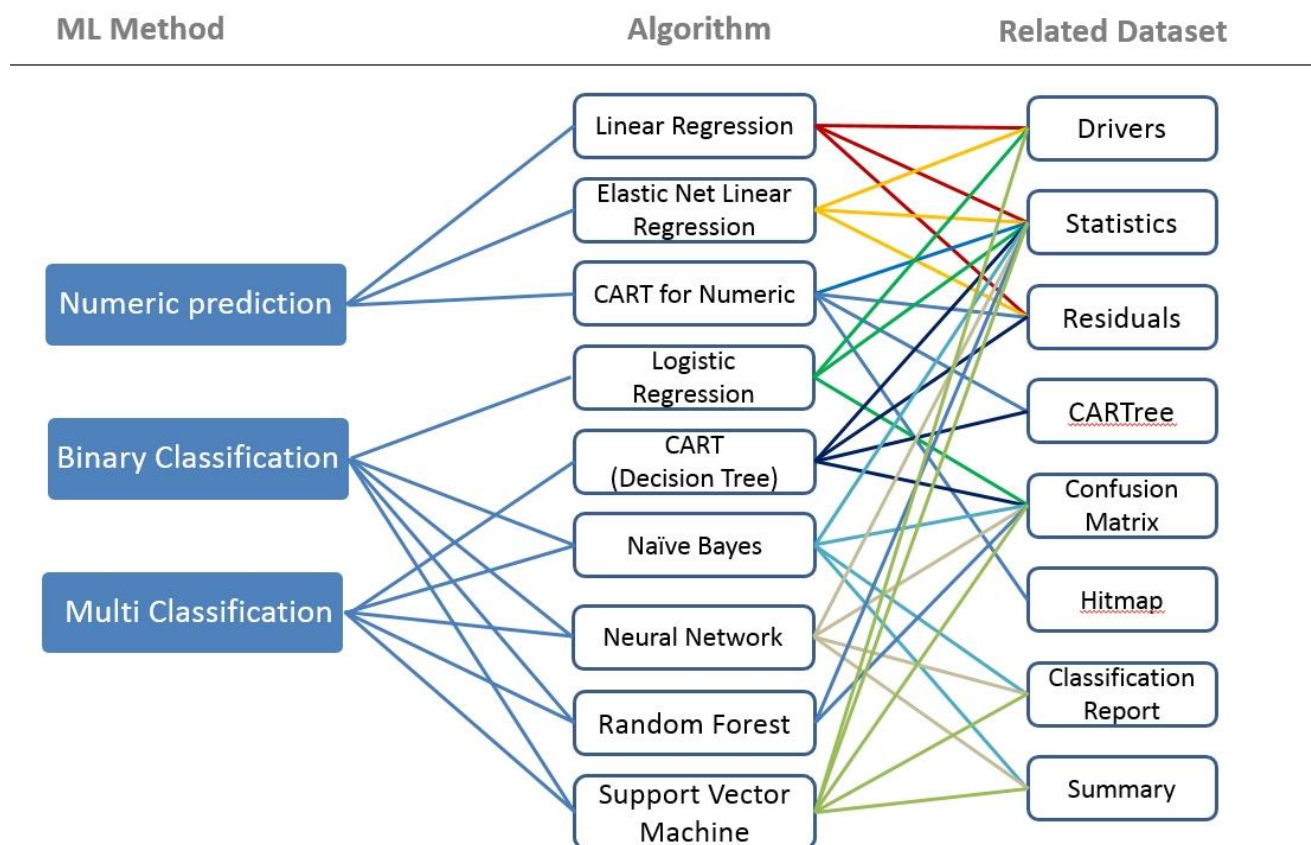 ML Method
Algorithm
Related Dataset
Numeric prediction
Binary Classification
Multi Classification
Linear Regression
Elastic Net Linear
Regression
CART for Numeric
Logistic
Regression
CART
(Decision Tree)
Naïve Bayes
Neural Network
Random Forest
Support Vector
Machine
Drivers
Statistics
Residuals
CARTree
Confusion
Matrix
Hitmap
Classification
Report
Summary